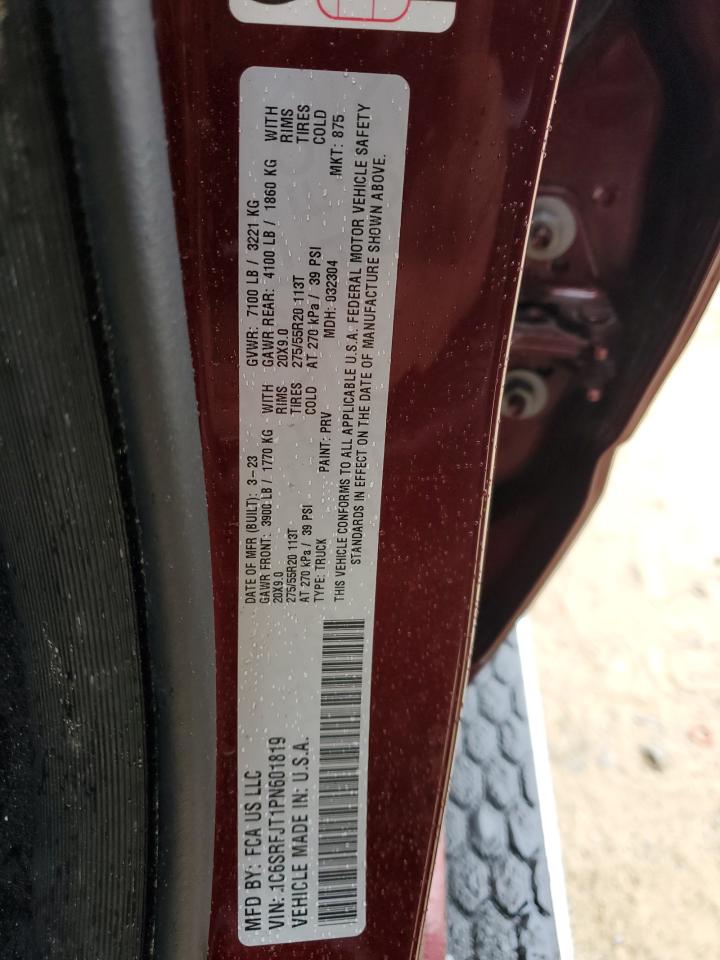 MFD BY: FCA US LLC
VIN: 1C6SRFJT1PN601819
VEHICLE MADE IN: U.S.A.
DATE OF MFR (BUILT): 3-23 GVWR: 7100 LB / 3221 KG
GAWR FRONT: 3900 LB / 1770 KG WITH GAWR REAR: 4100 LB / 1860 KG WITH
20X9.0 RIMS 20X9.0 RIMS
275/55R20 113T TIRES 275/55R20 113T TIRES
AT 270 kPa / 39 PSI COLD AT 270 kPa / 39 PSI COLD
TYPE: TRUCK PAINT: PRV MDH: 032304 MKT: 875
THIS VEHICLE CONFORMS TO ALL APPLICABLE U.S.A. FEDERAL MOTOR VEHICLE SAFETY
STANDARDS IN EFFECT ON THE DATE OF MANUFACTURE SHOWN ABOVE.